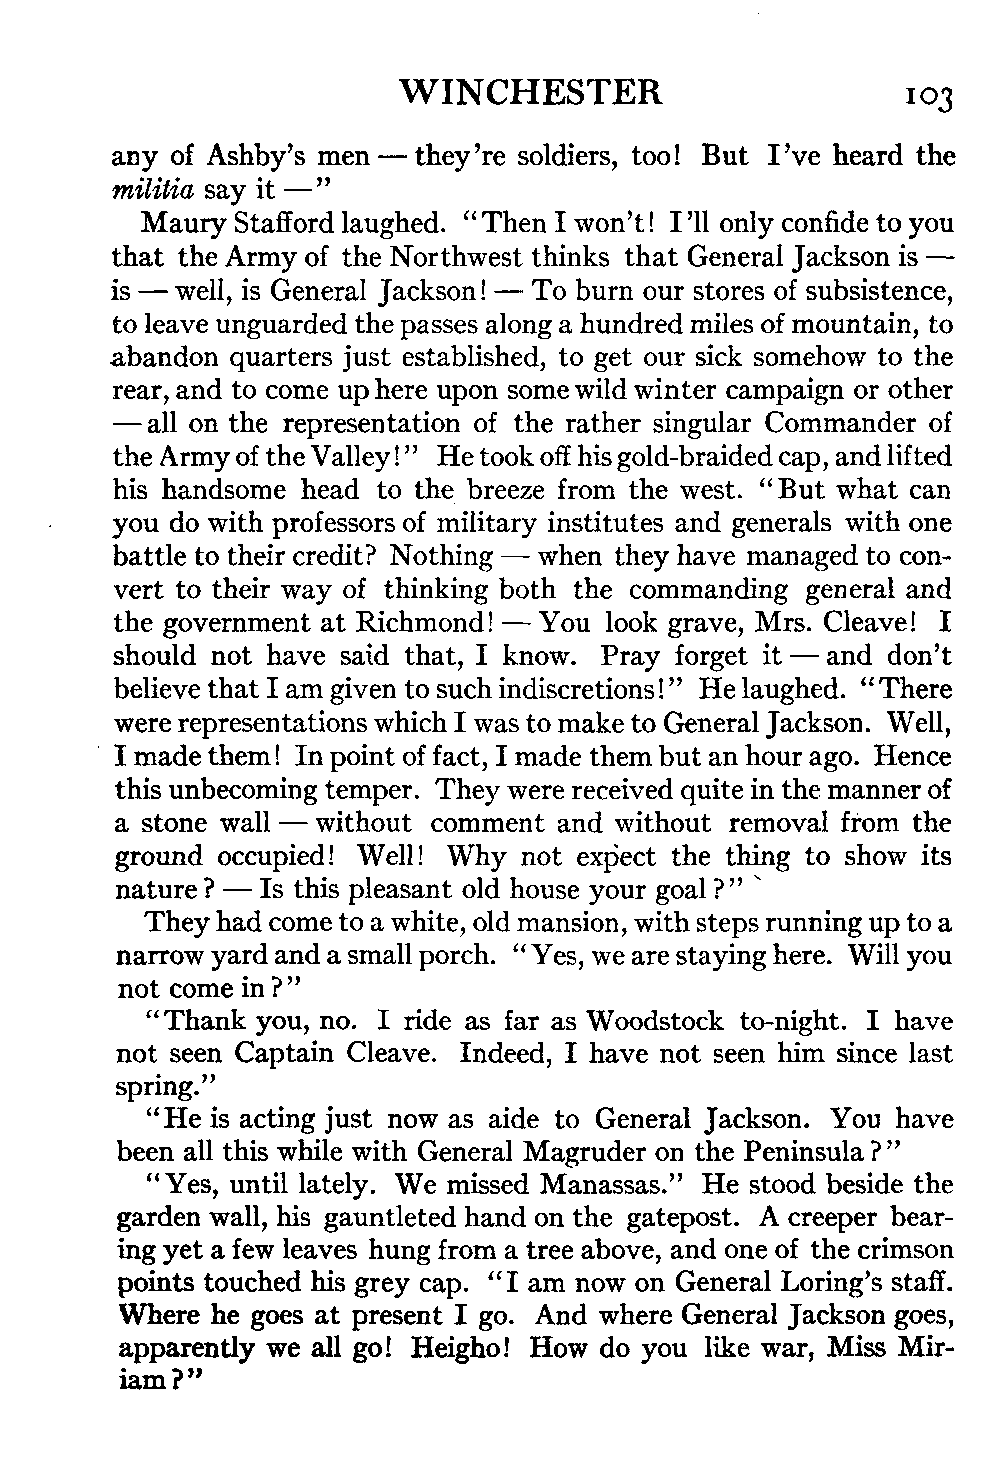 WINCHESTER 103
any of Ashby's men — they're soldiers, too! But I've heard the
militia say it —"
Maury Stafford laughed. "Then I won't! I'll only confide to you
that the Army of the Northwest thinks that General Jackson is —
is — well, is General Jackson! — To burn our stores of subsistence,
to leave unguarded the passes along a hundred miles of mountain, to
abandon quarters just established, to get our sick somehow to the
rear, and to come up here upon some wild winter campaign or other
— all on the representation of the rather singular Commander of
the Army of the Valley!" He took off his gold-braided cap, and lifted
his handsome head to the breeze from the west. "But what can
you do with professors of military institutes and generals with one
battle to their credit? Nothing — when they have managed to con-
vert to their way of thinking both the commanding general and
the government at Richmond! — You look grave, Mrs. Cleave! I
should not have said that, I know. Pray forget it — and don't
believe that I am given to such indiscretions!" He laughed. "There
were representations which I was to make to General Jackson. Well,
I made them! In point of fact, I made them but an hour ago. Hence
this unbecoming temper. They were received quite in the manner of
a stone wall — without comment and without removal from the
ground occupied! Well! Why not expect the thing to show its
nature? — Is this pleasant old house your goal?"
They had come to a white, old mansion, with steps running up to a
narrow yard and a small porch. "Yes, we are staying here. Will you
not come in?"
"Thank you, no. I ride as far as Woodstock to-night. I have
not seen Captain Cleave. Indeed, I have not seen him since last
spring."
"He is acting just now as aide to General Jackson. You have
been all this while with General Magruder on the Peninsula?"
"Yes, until lately. We missed Manassas." He stood beside the
garden wall, his gauntleted hand on the gatepost. A creeper bear-
ing yet a few leaves hung from a tree above, and one of the crimson
points touched his grey cap. "I am now on General Loring's staff.
Where he goes at present I go. And where General Jackson goes,
apparently we all go! Heigho! How do you like war, Miss Mir-
iam?"